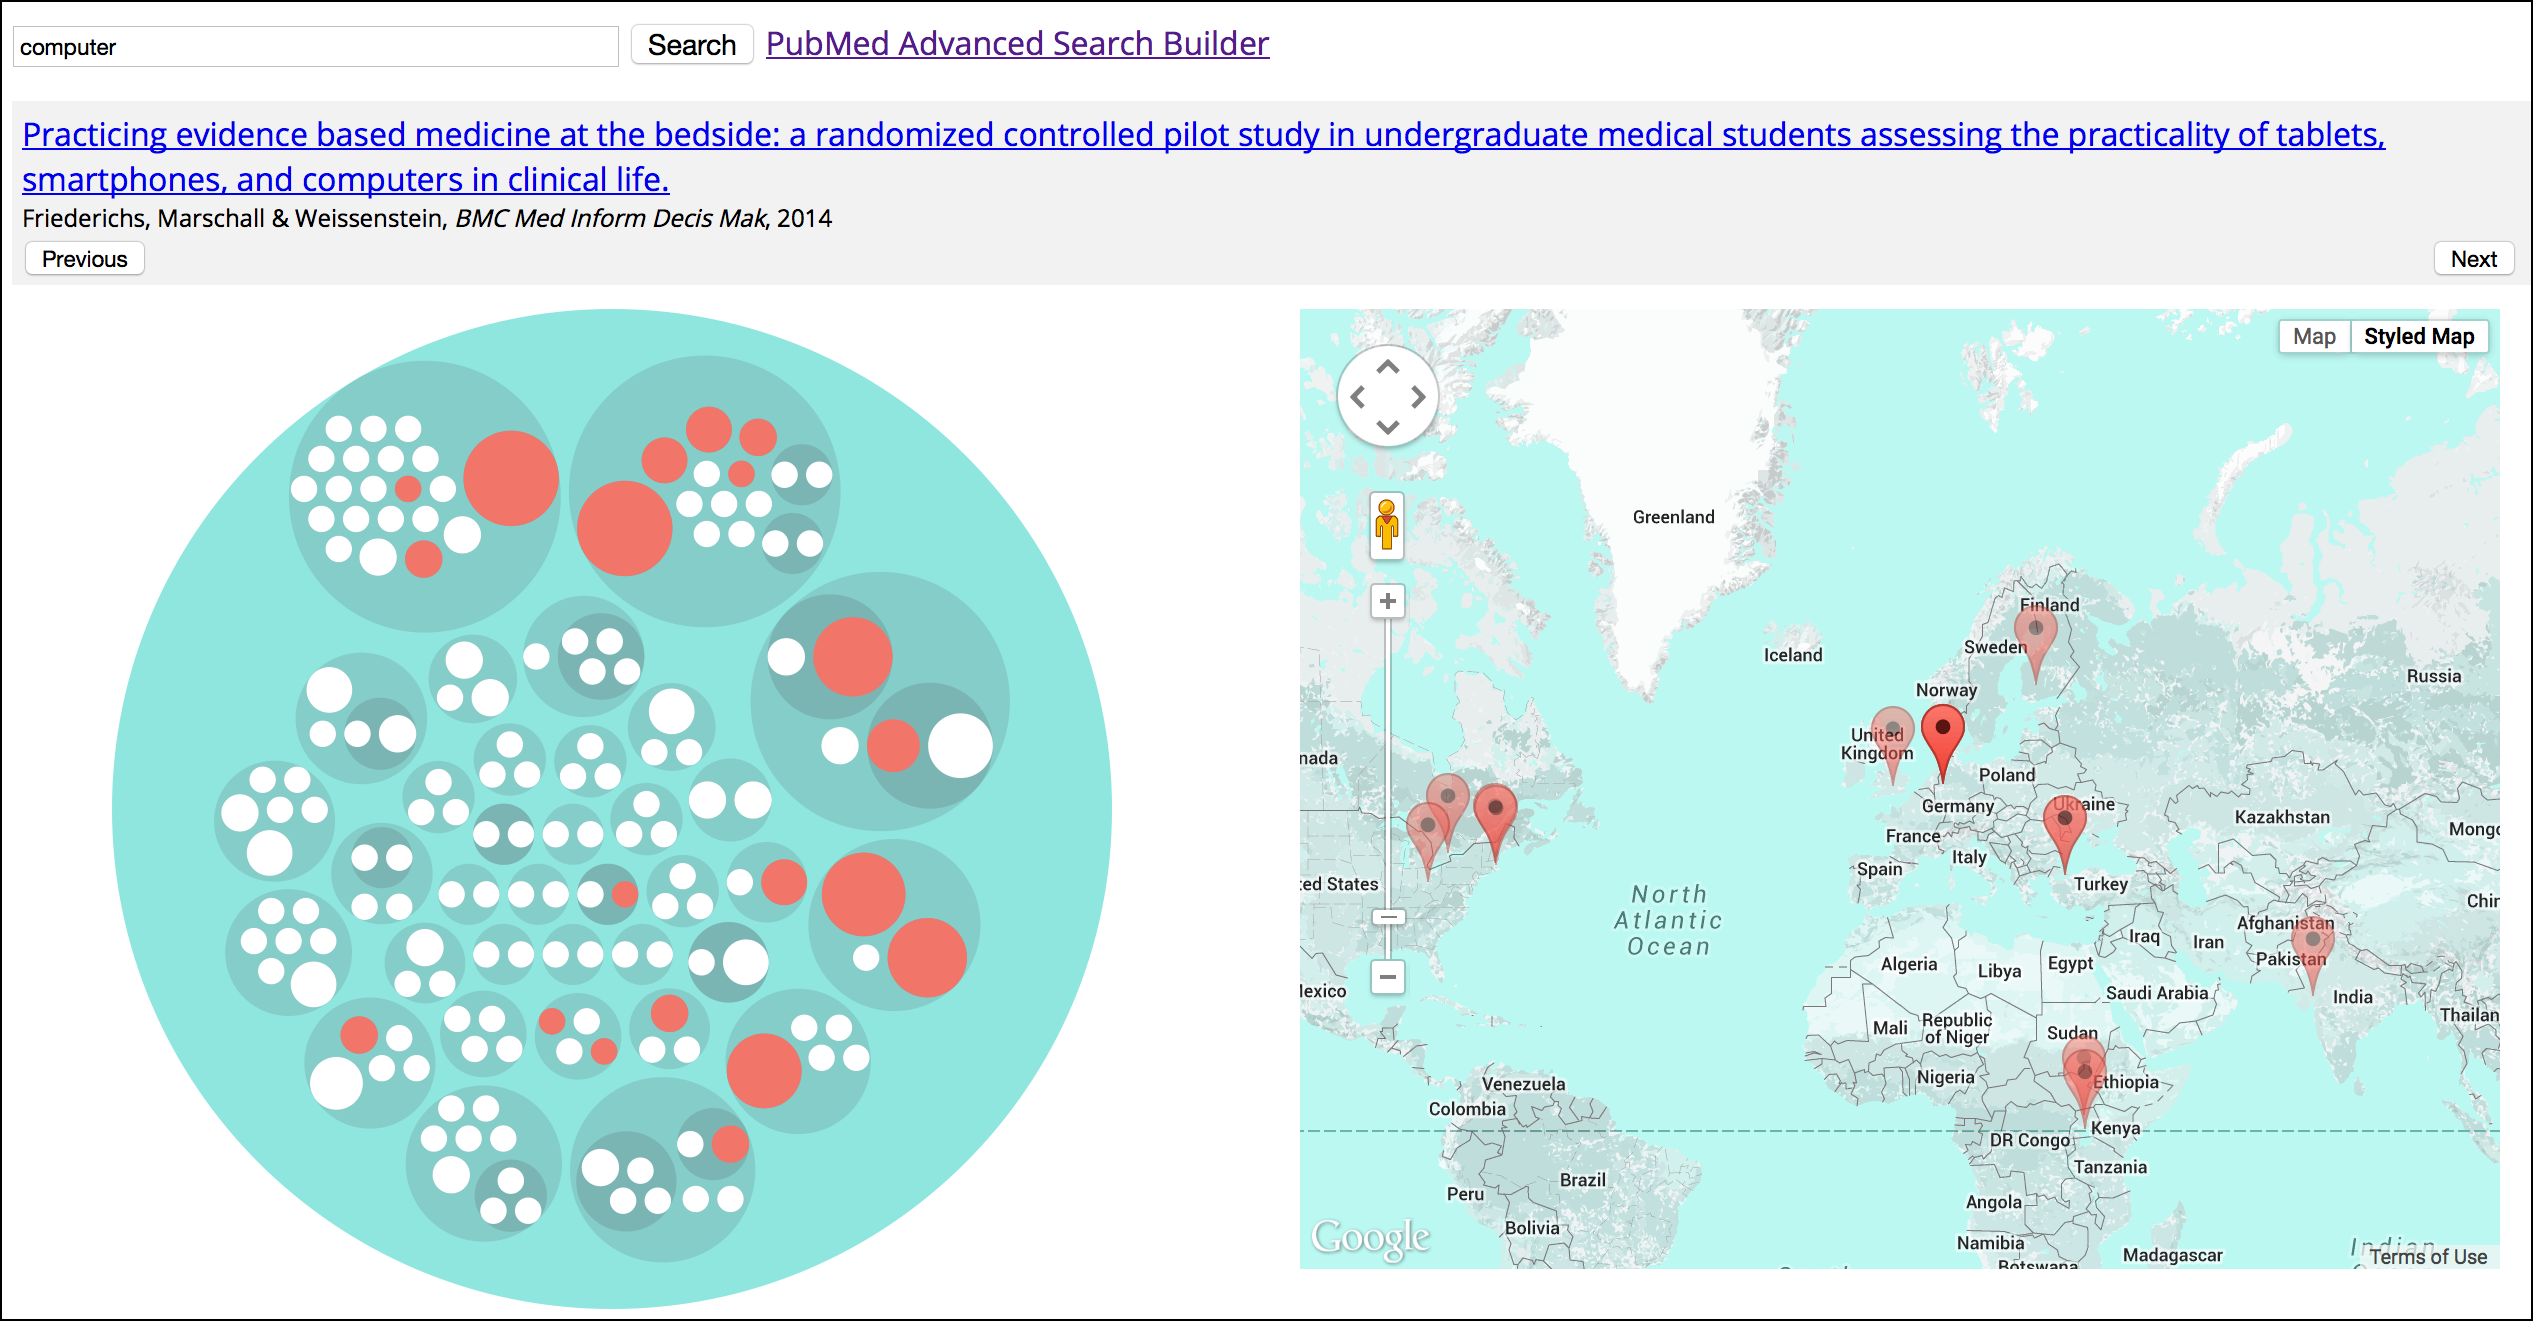 computer
Search
PubMed Advanced Search Builder
Practicing evidence based medicine at the bedside: a randomized controlled pilot study in undergraduate medical students assessing the practicality of tablets,
smartphones, and computers in clinical life.
Friederichs, Marschall & Weissenstein, BMC Med Inform Decis Mak, 2014
Previous
Next
Map
Styled Map
Greenland
Finland
Iceland
Sweden
Russia
Norway
United
Kingdom
nada
Poland
Germany
Ukraine
Kazakhstan
Mongo
France
Italy
Spain
ed States
Turkey
North
Atlantic
Ocean
Chin
Afghanistan
Iraq
Iran
Pakistan
Algeria
Libya
Egypt
Saudi Arabia
India
lexico
Thailan
Mali
Republic
of Niger
Sudan
Nigeria
Ethiopia
Venezuela
Colombia
Kenya
DR Congo
Tanzania
Brazil
Peru
Angola
Bolivia
Namibia
Madagascar
Botswana
Google
Indian
Terms of Use